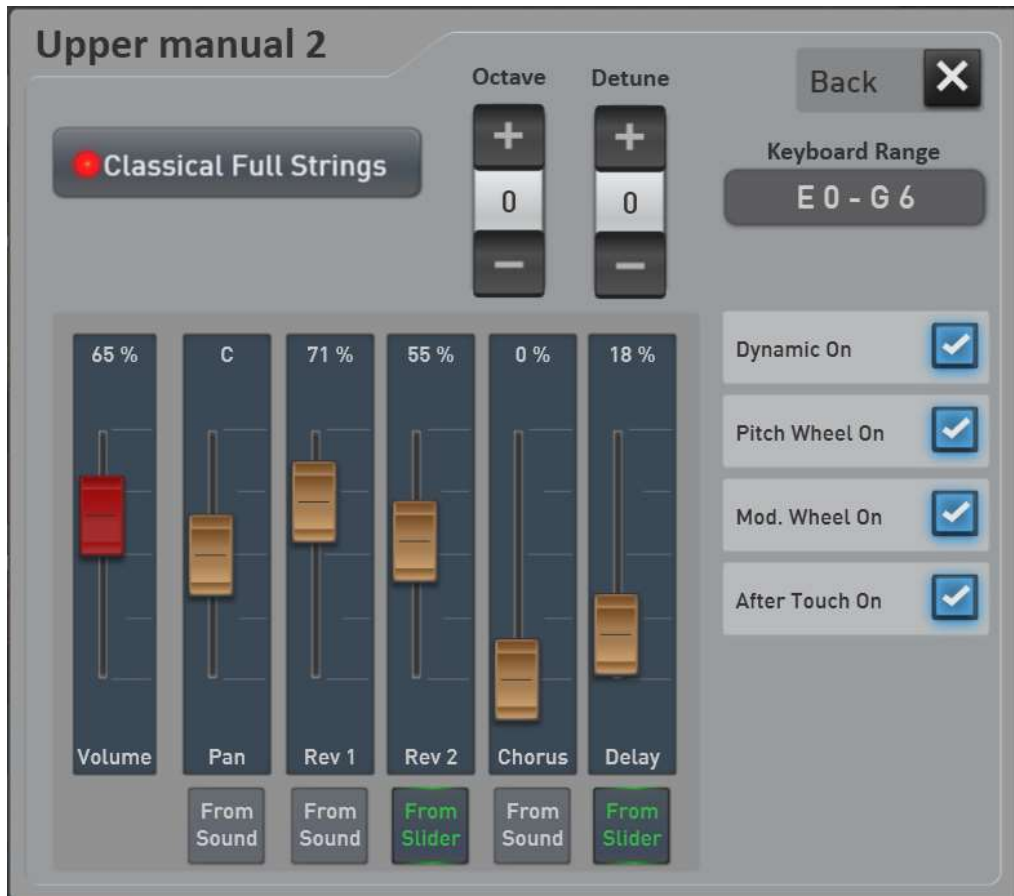 Upper manual 2
Octave
Detune
Back
Classical Full Strings
+
+
Keyboard Range
0
0
E 0 - G 6
−
−
65 %
C
71 %
55 %
0 %
18 %
Dynamic On
Pitch Wheel On
Mod. Wheel On
After Touch On
Volume
Pan
Rev 1
Rev 2
Chorus
Delay
From
Sound
From
Sound
From
Slider
From
Sound
From
Slider